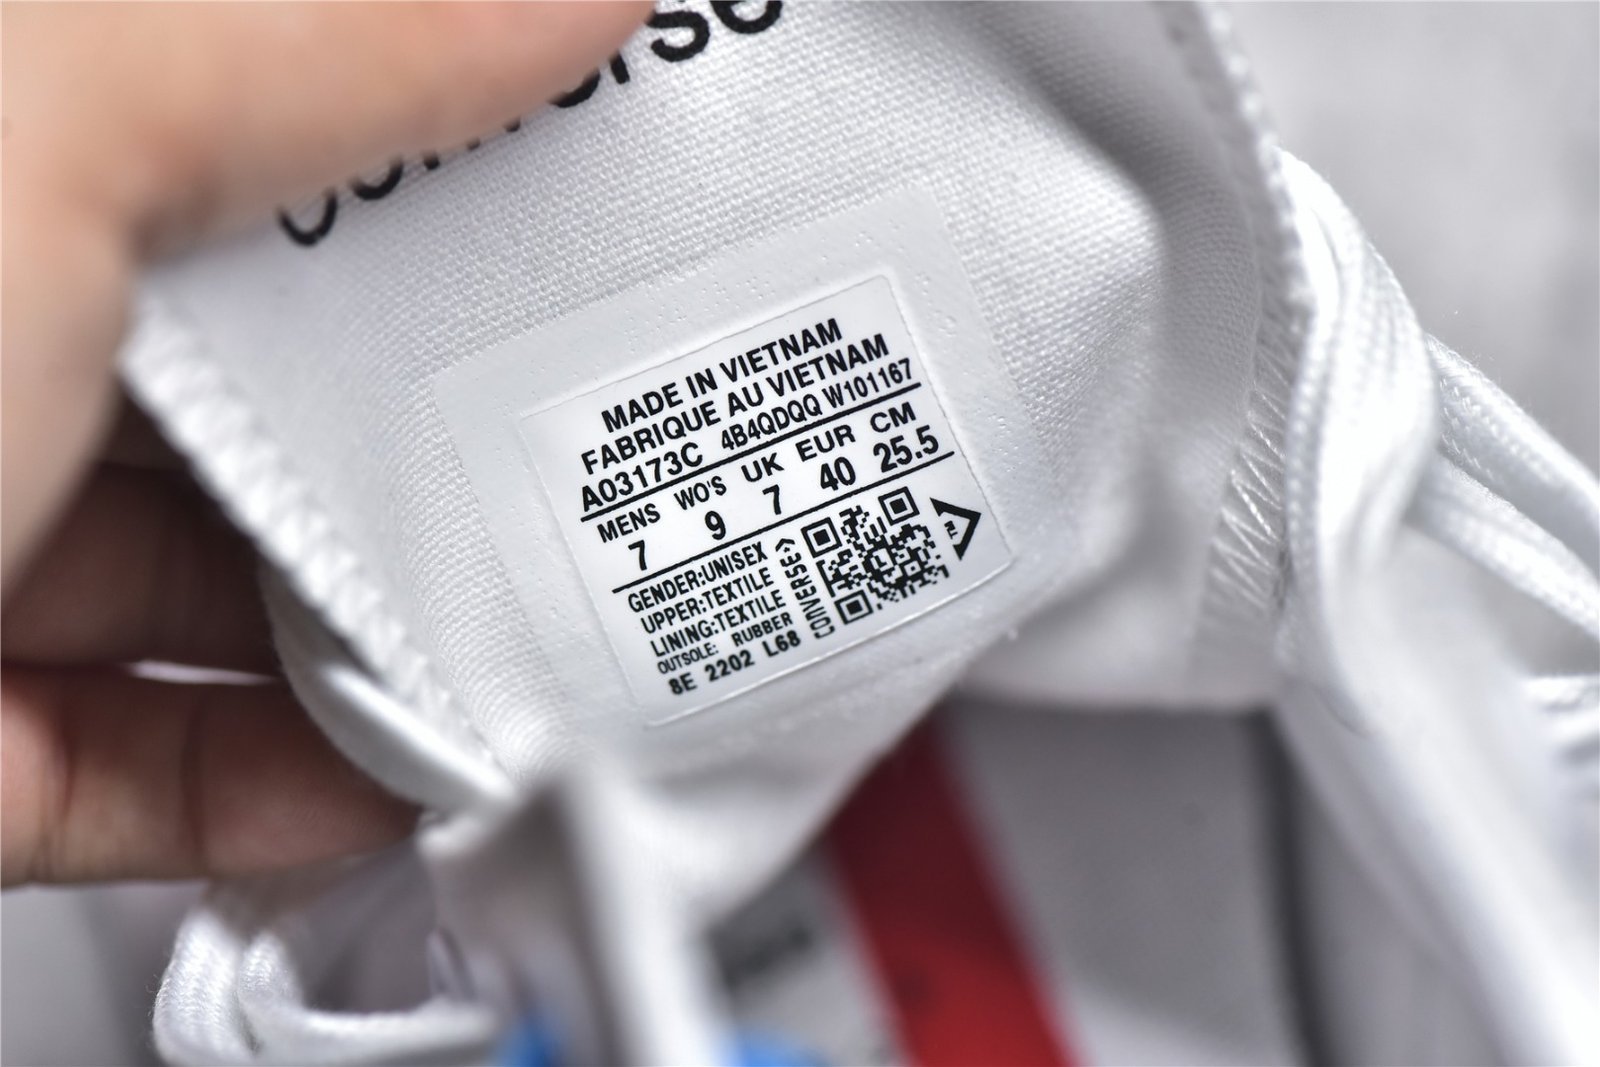 Converse
MADE IN VIETNAM
FABRIQUE AU VIETNAM
A03173C 4B4QDQQ W101167
MENS WO'S UK EUR CM
7 9 7 40 25.5
GENDER:UNISEX
UPPER:TEXTILE
LINING:TEXTILE
OUTSOLE: RUBBER
8E 2202 L68
CONVERSE